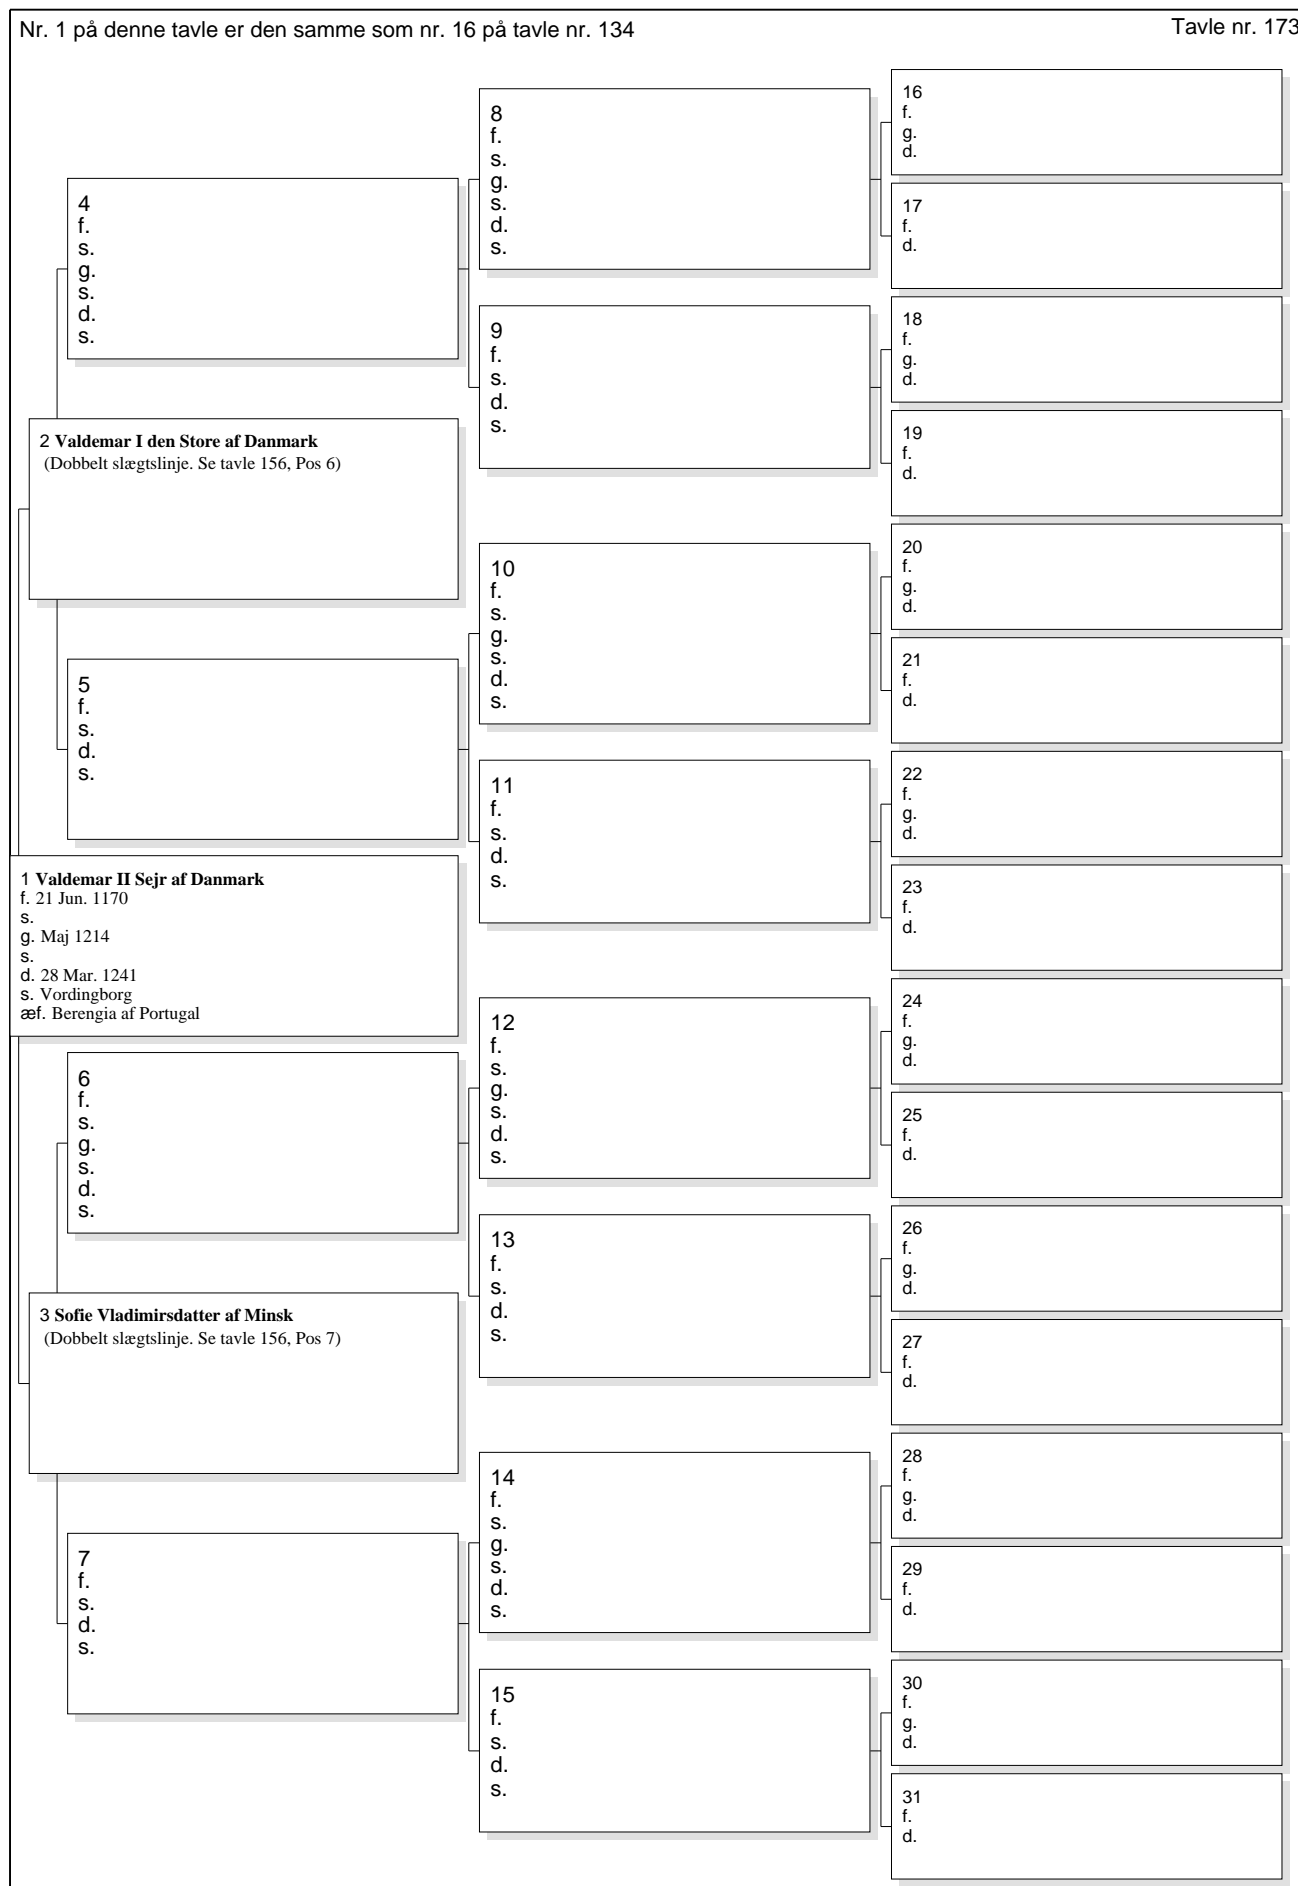 Nr. 1 på denne tavle er den samme som nr. 16 på tavle nr. 134
Tavle nr. 173
1 Valdemar II Sejr af Danmark
f. 21 Jun. 1170
s.
g. Maj 1214
s.
d. 28 Mar. 1241
s. Vordingborg
æf. Berengia af Portugal
2 Valdemar I den Store af Danmark
(Dobbelt slægtslinje. Se tavle 156, Pos 6)
3 Sofie Vladimirsdatter af Minsk
(Dobbelt slægtslinje. Se tavle 156, Pos 7)
4
f.
s.
g.
s.
d.
s.
5
f.
s.
d.
s.
6
f.
s.
g.
s.
d.
s.
7
f.
s.
d.
s.
8
f.
s.
g.
s.
d.
s.
9
f.
s.
d.
s.
10
f.
s.
g.
s.
d.
s.
11
f.
s.
d.
s.
12
f.
s.
g.
s.
d.
s.
13
f.
s.
d.
s.
14
f.
s.
g.
s.
d.
s.
15
f.
s.
d.
s.
16
f.
g.
d.
17
f.
d.
18
f.
g.
d.
19
f.
d.
20
f.
g.
d.
21
f.
d.
22
f.
g.
d.
23
f.
d.
24
f.
g.
d.
25
f.
d.
26
f.
g.
d.
27
f.
d.
28
f.
g.
d.
29
f.
d.
30
f.
g.
d.
31
f.
d.